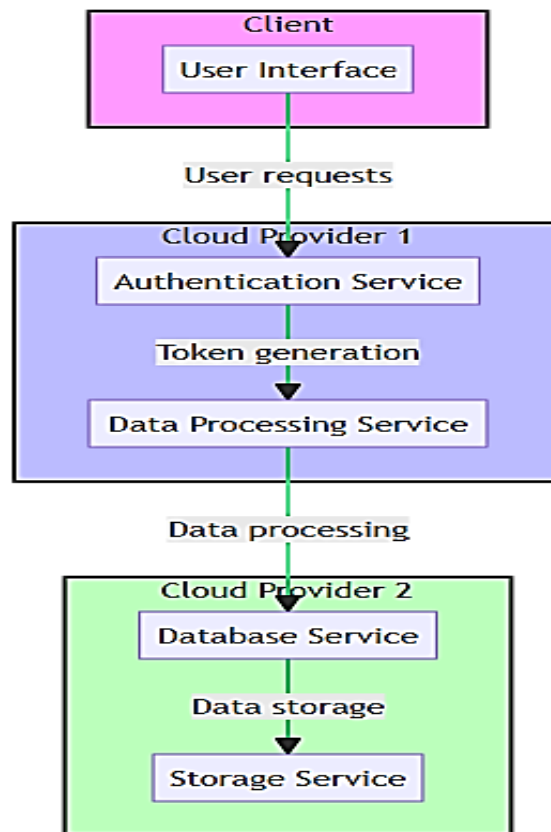 Client
User Interface
User requests
Cloud Provider 1
Authentication Service
Token generation
Data Processing Service
Data processing
Cloud Provider 2
Database Service
Data storage
Storage Service